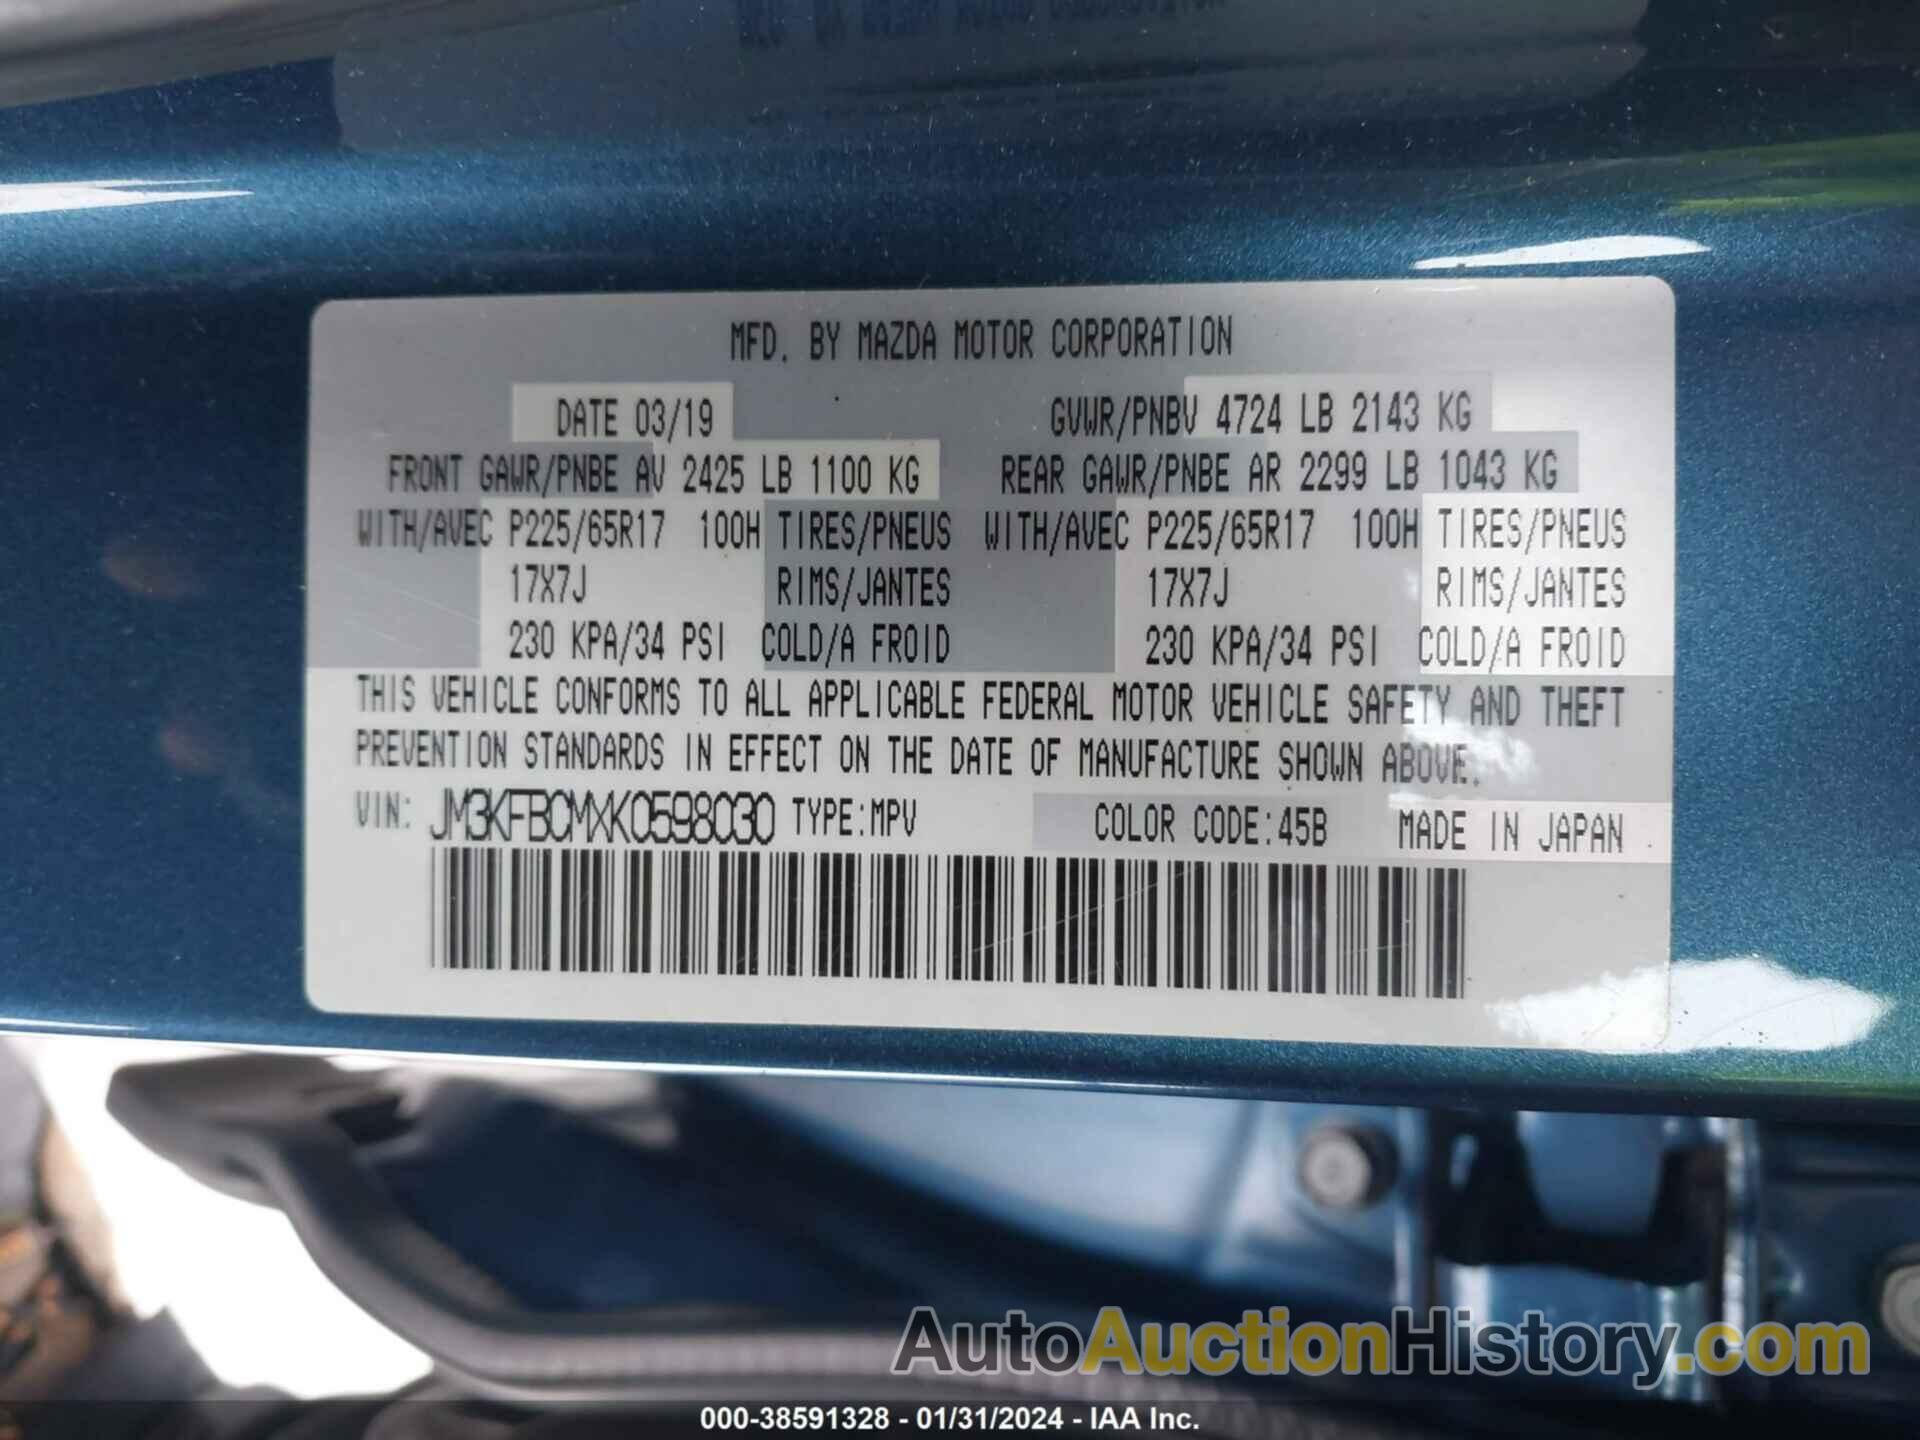 MFD. BY MAZDA MOTOR CORPORATION
DATE 03/19 GVWR/PNBV 4724 LB 2143 KG
FRONT GAWR/PNBE AV 2425 LB 1100 KG REAR GAWR/PNBE AR 2299 LB 1043 KG
WITH/AVEC P225/65R17 100H TIRES/PNEUS WITH/AVEC P225/65R17 100H TIRES/PNEUS
17X7J RIMS/JANTES 17X7J RIMS/JANTES
230 KPA/34 PSI COLD/A FROID 230 KPA/34 PSI COLD/A FROID
THIS VEHICLE CONFORMS TO ALL APPLICABLE FEDERAL MOTOR VEHICLE SAFETY AND THEFT
PREVENTION STANDARDS IN EFFECT ON THE DATE OF MANUFACTURE SHOWN ABOVE.
VIN: JM3KFBCMXK0598030 TYPE:MPV COLOR CODE:45B MADE IN JAPAN
AutoAuctionHistory.com
000-38591328 - 01/31/2024 - IAA Inc.